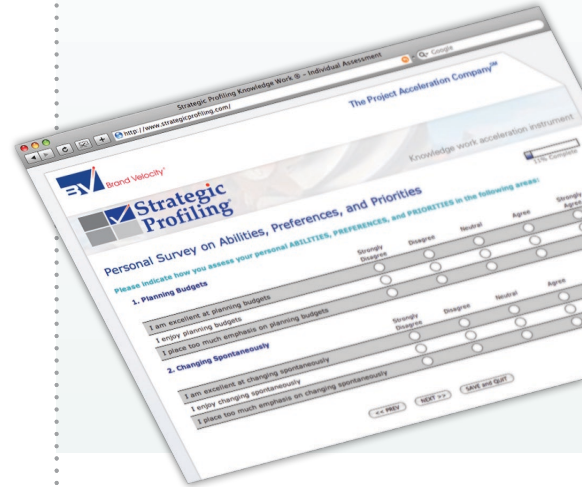 Strategic Profiling Knowledge Work ® – Individual Assessment
http://www.strategicprofiling.com/
Google
The Project Acceleration Company℠
BV Brand Velocity
Strategic
Profiling
Knowledge work acceleration instrument
11% Complete
Personal Survey on Abilities, Preferences, and Priorities
Please indicate how you assess your personal ABILITIES, PREFERENCES, and PRIORITIES in the following areas:
1. Planning Budgets
Strongly Disagree Disagree Neutral Agree Strongly Agree
I am excellent at planning budgets
I enjoy planning budgets
I place too much emphasis on planning budgets
2. Changing Spontaneously
Strongly Disagree Disagree Neutral Agree
I am excellent at changing spontaneously
I enjoy changing spontaneously
I place too much emphasis on changing spontaneously
<< PREV NEXT >> SAVE and QUIT